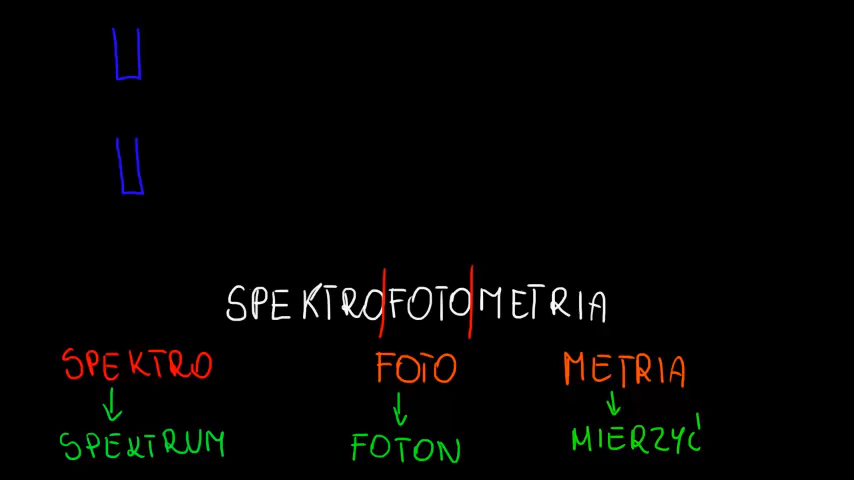 SPEKTROFOTOMETRIA
SPEKTRO FOTO METRIA
SPEKTRUM FOTON MIERZYĆ